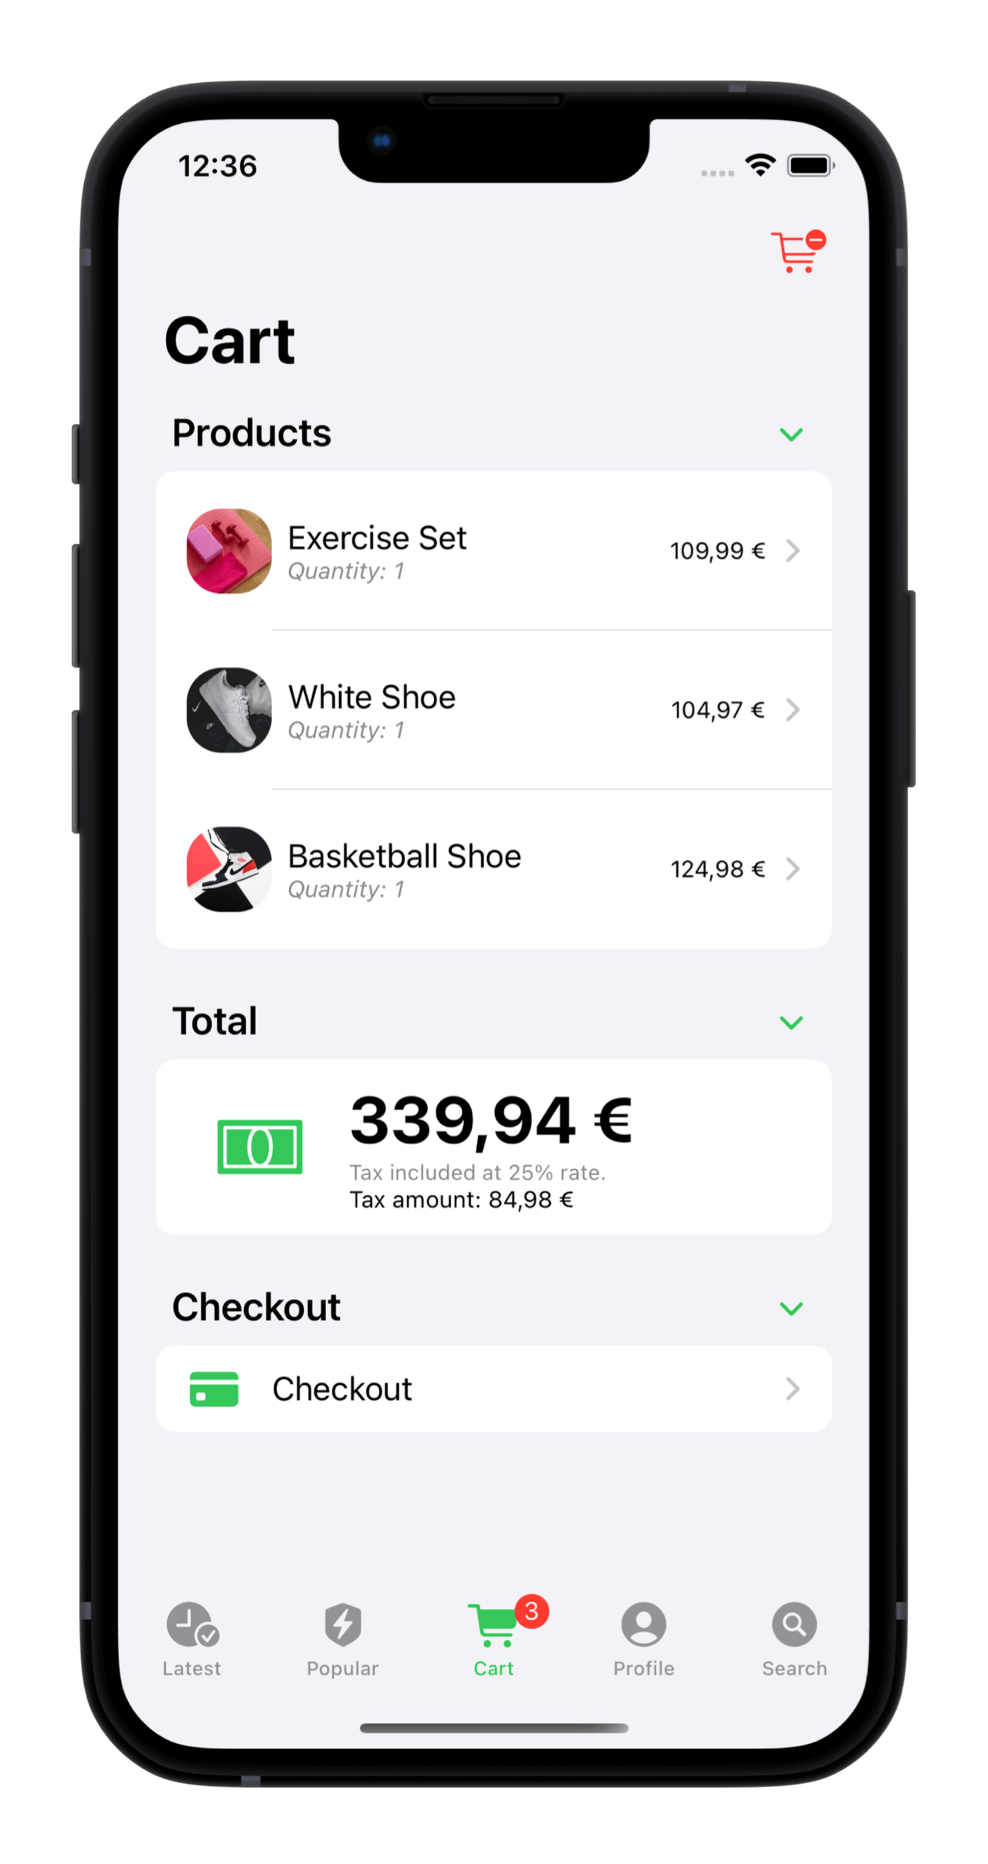 12:36
Cart
Products
Exercise Set
Quantity: 1
109,99 €
White Shoe
Quantity: 1
104,97 €
Basketball Shoe
Quantity: 1
124,98 €
Total
339,94 €
Tax included at 25% rate.
Tax amount: 84,98 €
Checkout
Checkout
3
Latest
Popular
Cart
Profile
Search